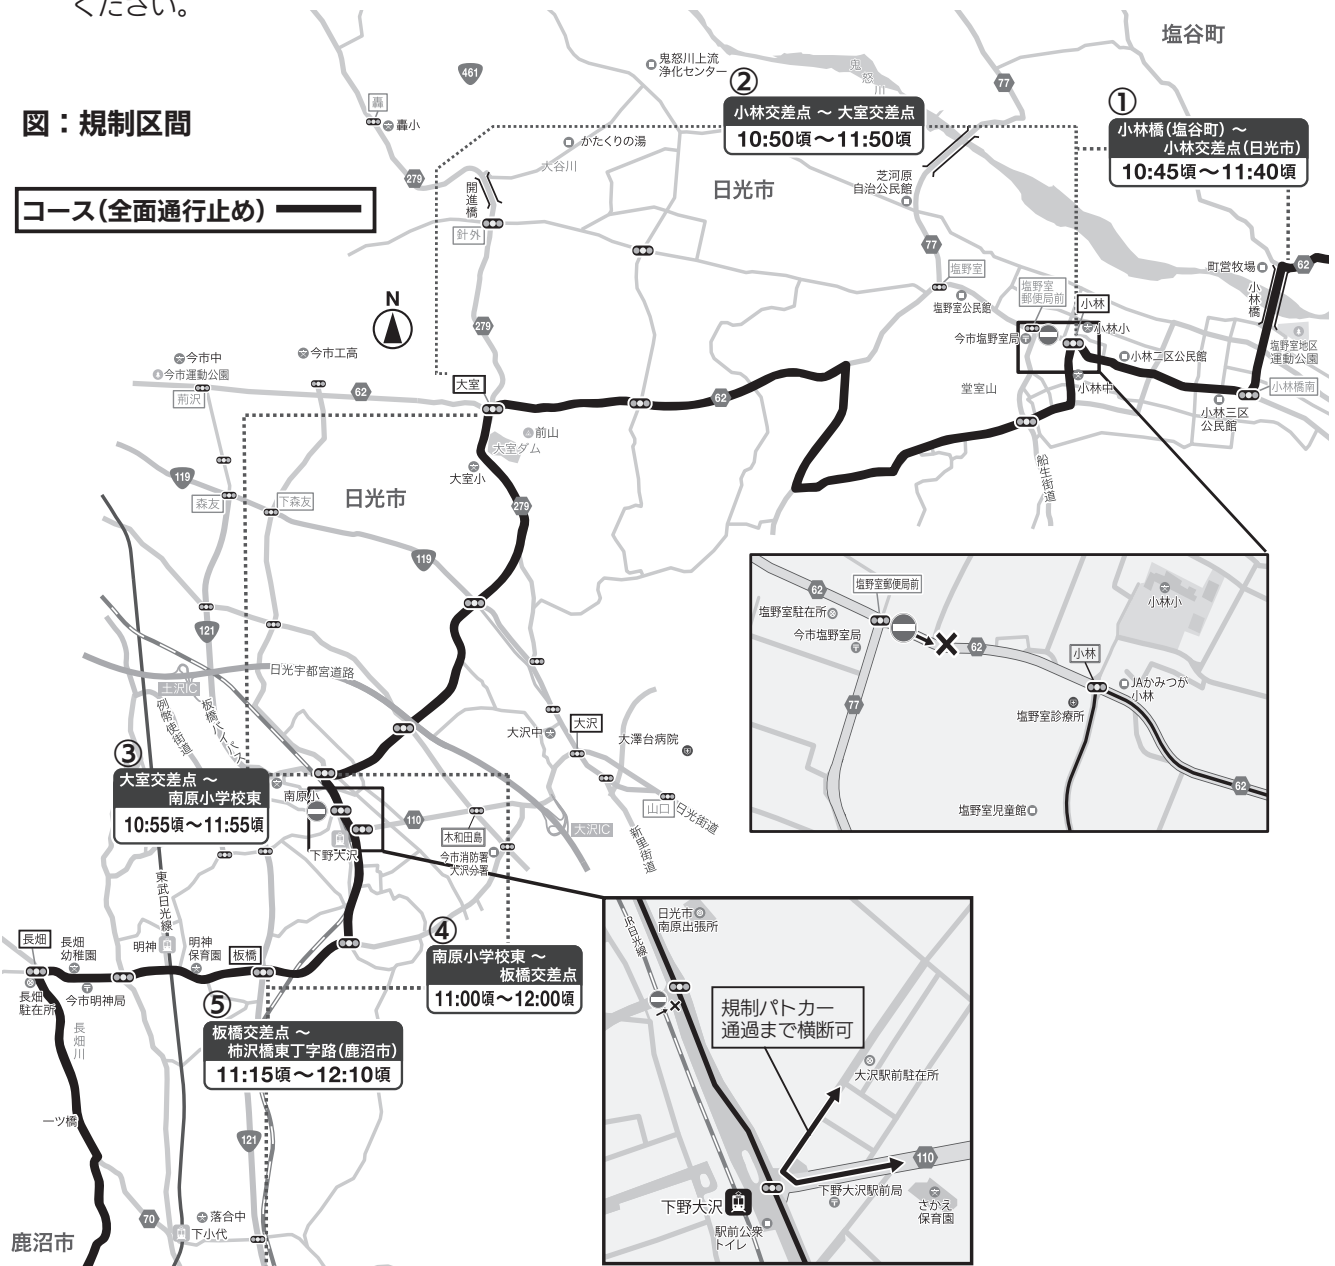 ください。
図：規制区間
コース（全面通行止め）
塩谷町
鬼怒川上流
浄化センター
鬼怒川
461
77
轟
轟小
②
小林交差点 ～ 大室交差点
10:50頃～11:50頃
①
小林橋（塩谷町）～
小林交差点（日光市）
10:45頃～11:40頃
かたくりの湯
大谷川
279
開進橋
針外
日光市
芝河原
自治公民館
77
塩野室
塩野室公民館
塩野室
郵便局前
小林
小林小
今市塩野室局
町営牧場
小林橋
62
塩野室地区
運動公園
小林二区公民館
小林橋南
小林三区
公民館
小林中
堂室山
船生街道
N
279
今市中
今市工高
今市運動公園
荊沢
62
大室
62
前山
大室ダム
大室小
119
森友
下森友
日光市
279
119
121
日光宇都宮道路
土沢IC
例幣使街道
板橋バイパス
大沢中
大沢
大澤台病院
山口
日光街道
新里街道
大沢IC
③
大室交差点 ～
南原小学校東
10:55頃～11:55頃
南原小
110
木和田島
今市消防署
大沢分署
下野大沢
東武日光線
④
南原小学校東 ～
板橋交差点
11:00頃～12:00頃
長畑
長畑
幼稚園
明神
明神
保育園
板橋
長畑
駐在所
今市明神局
長畑川
⑤
板橋交差点 ～
柿沢橋東丁字路（鹿沼市）
11:15頃～12:10頃
一ツ橋
121
70
落合中
下小代
鹿沼市
62
塩野室郵便局前
塩野室駐在所
今市塩野室局
62
小林小
小林
JAかみつが
小林
77
塩野室診療所
62
塩野室児童館
JR日光線
日光市
南原出張所
規制パトカー
通過まで横断可
大沢駅前駐在所
110
下野大沢駅前局
下野大沢
さかえ
保育園
駅前公衆
トイレ